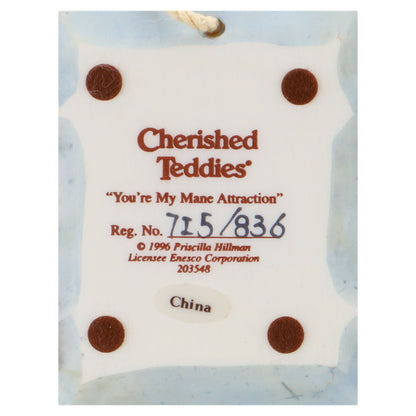 Cherished
Teddies®
"You're My Mane Attraction"
Reg. No. 7I5/836
© 1996 Priscilla Hillman
Licensee Enesco Corporation
203548
China